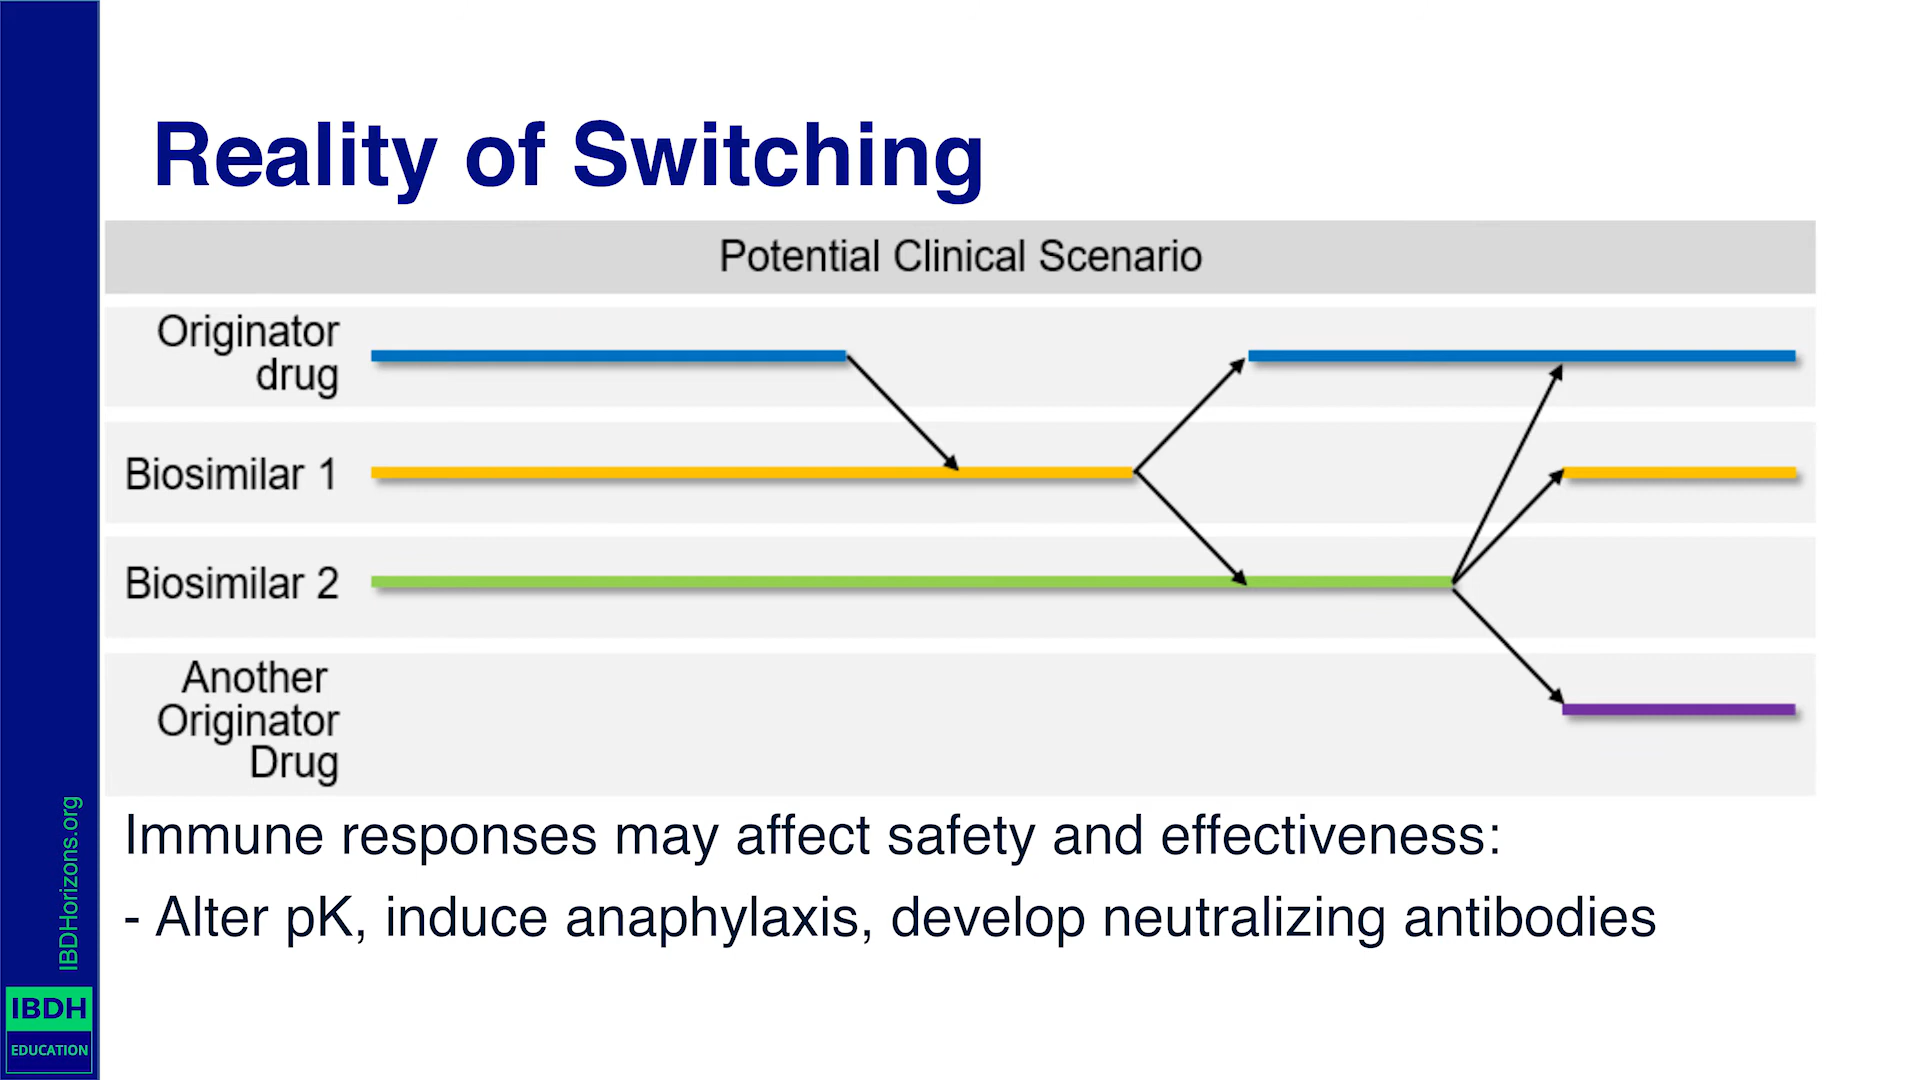 Reality of Switching
Potential Clinical Scenario
Originator
drug
Biosimilar 1
Biosimilar 2
Another
Originator
Drug
Immune responses may affect safety and effectiveness:
- Alter pK, induce anaphylaxis, develop neutralizing antibodies
IBDHorizons.org
IBDH
EDUCATION